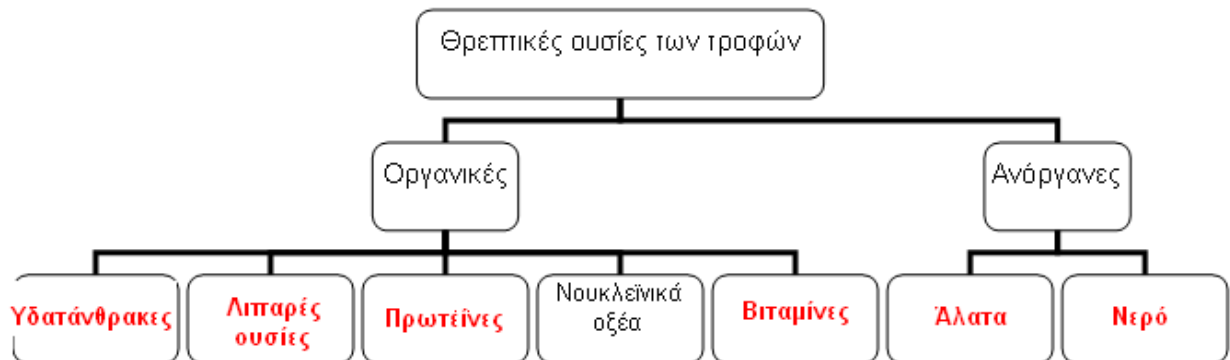 Θρεπτικές ουσίες των τροφών
Οργανικές
Ανόργανες
Υδατάνθρακες
Λιπαρές
ουσίες
Πρωτεΐνες
Νουκλεϊνικά
οξέα
Βιταμίνες
Άλατα
Νερό